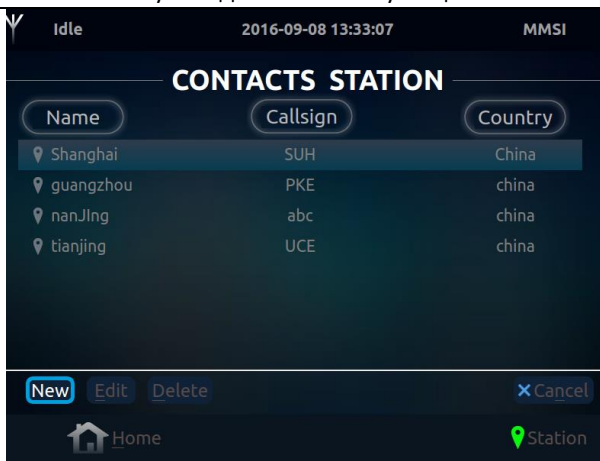 Idle 2016-09-08 13:33:07 MMSI
CONTACTS STATION
Name Callsign Country
Shanghai SUH China
guangzhou PKE china
nanJIng abc china
tianjing UCE china
New Edit Delete Cancel
Home Station